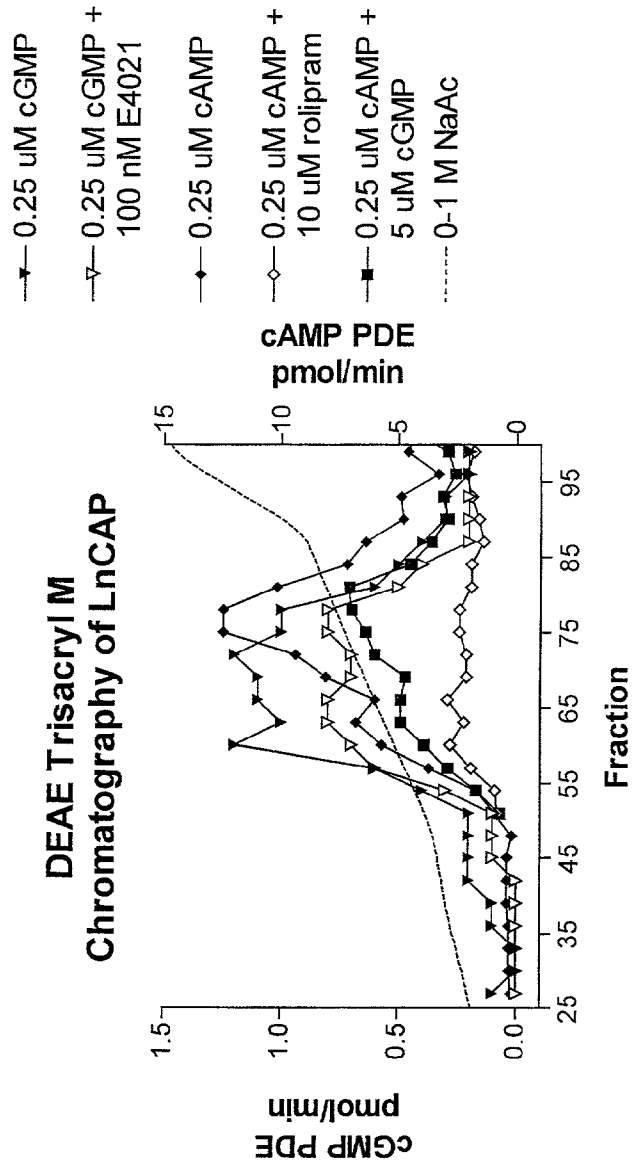 DEAE Trisacryl M
Chromatography of LnCAP
cGMP PDE
pmol/min
1.5
1.0
0.5
0.0
25
35
45
55
65
75
85
95
Fraction
15
10
5
0
cAMP PDE
pmol/min
0.25 uM cGMP
0.25 uM cGMP +
100 nM E4021
0.25 uM cAMP
0.25 uM cAMP +
10 uM rolipram
0.25 uM cAMP +
5 uM cGMP
0-1 M NaAc